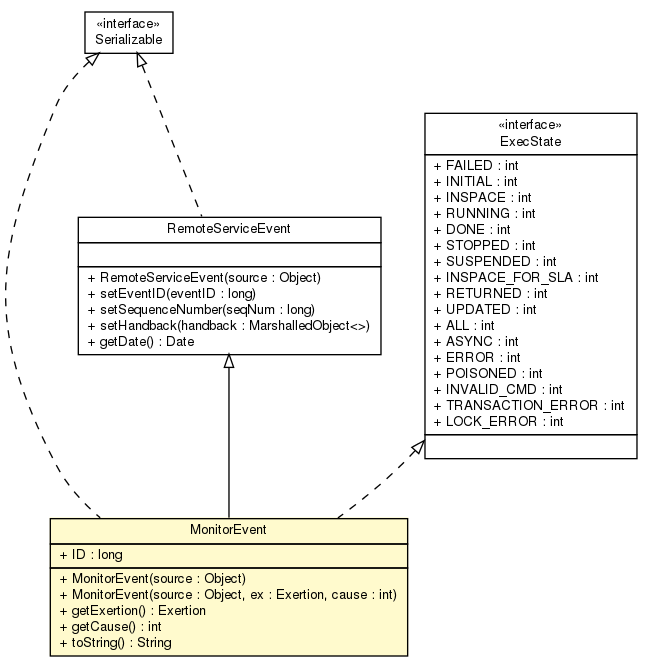 «interface»
Serializable
«interface»
ExecState
+ FAILED : int
+ INITIAL : int
+ INSPACE : int
+ RUNNING : int
+ DONE : int
+ STOPPED : int
+ SUSPENDED : int
+ INSPACE_FOR_SLA : int
+ RETURNED : int
+ UPDATED : int
+ ALL : int
+ ASYNC : int
+ ERROR : int
+ POISONED : int
+ INVALID_CMD : int
+ TRANSACTION_ERROR : int
+ LOCK_ERROR : int
RemoteServiceEvent
+ RemoteServiceEvent(source : Object)
+ setEventID(eventID : long)
+ setSequenceNumber(seqNum : long)
+ setHandback(handback : MarshalledObject<>)
+ getDate() : Date
MonitorEvent
+ ID : long
+ MonitorEvent(source : Object)
+ MonitorEvent(source : Object, ex : Exertion, cause : int)
+ getExertion() : Exertion
+ getCause() : int
+ toString() : String